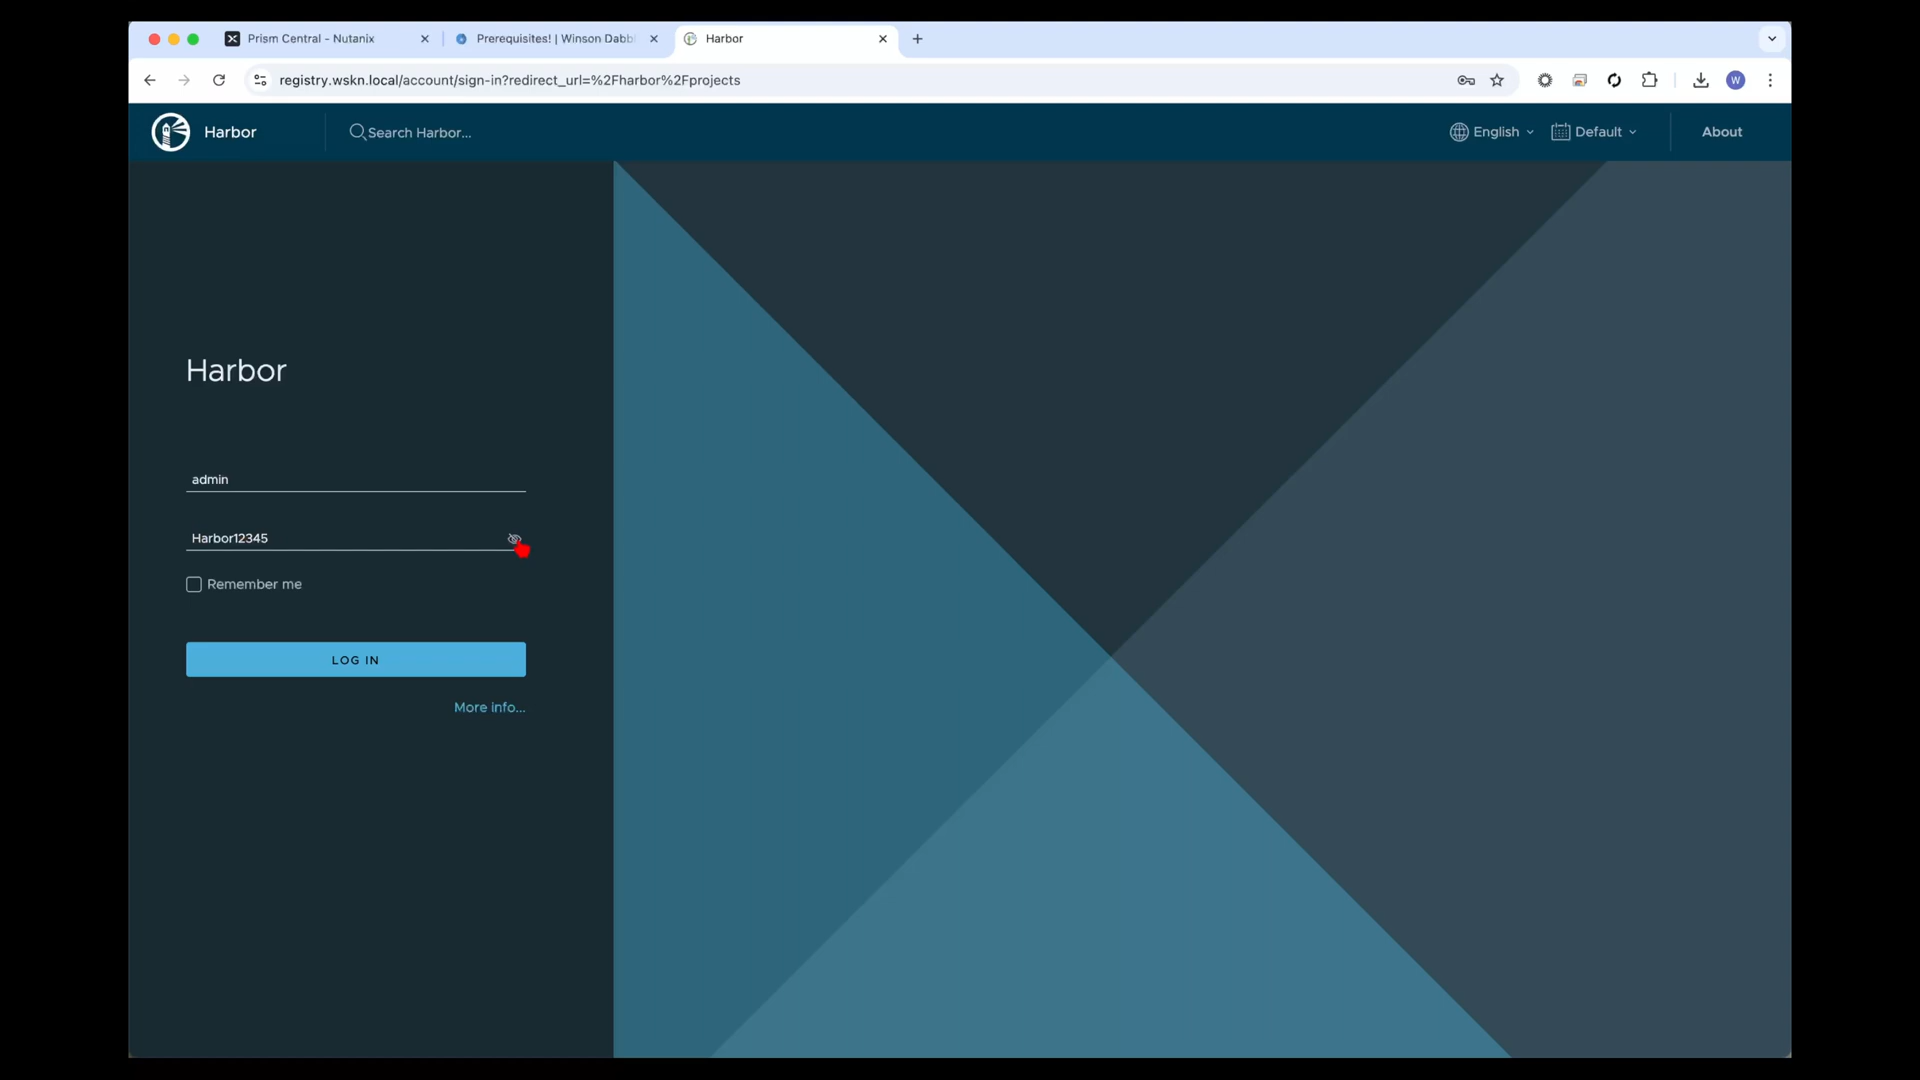 Prism Central - Nutanix
Prerequisites! | Winson Dabbl
Harbor
registry.wskn.local/account/sign-in?redirect_url=%2Fharbor%2Fprojects
W
Harbor
Search Harbor...
English
Default
About
Harbor
admin
Harbor12345
Remember me
LOG IN
More info...